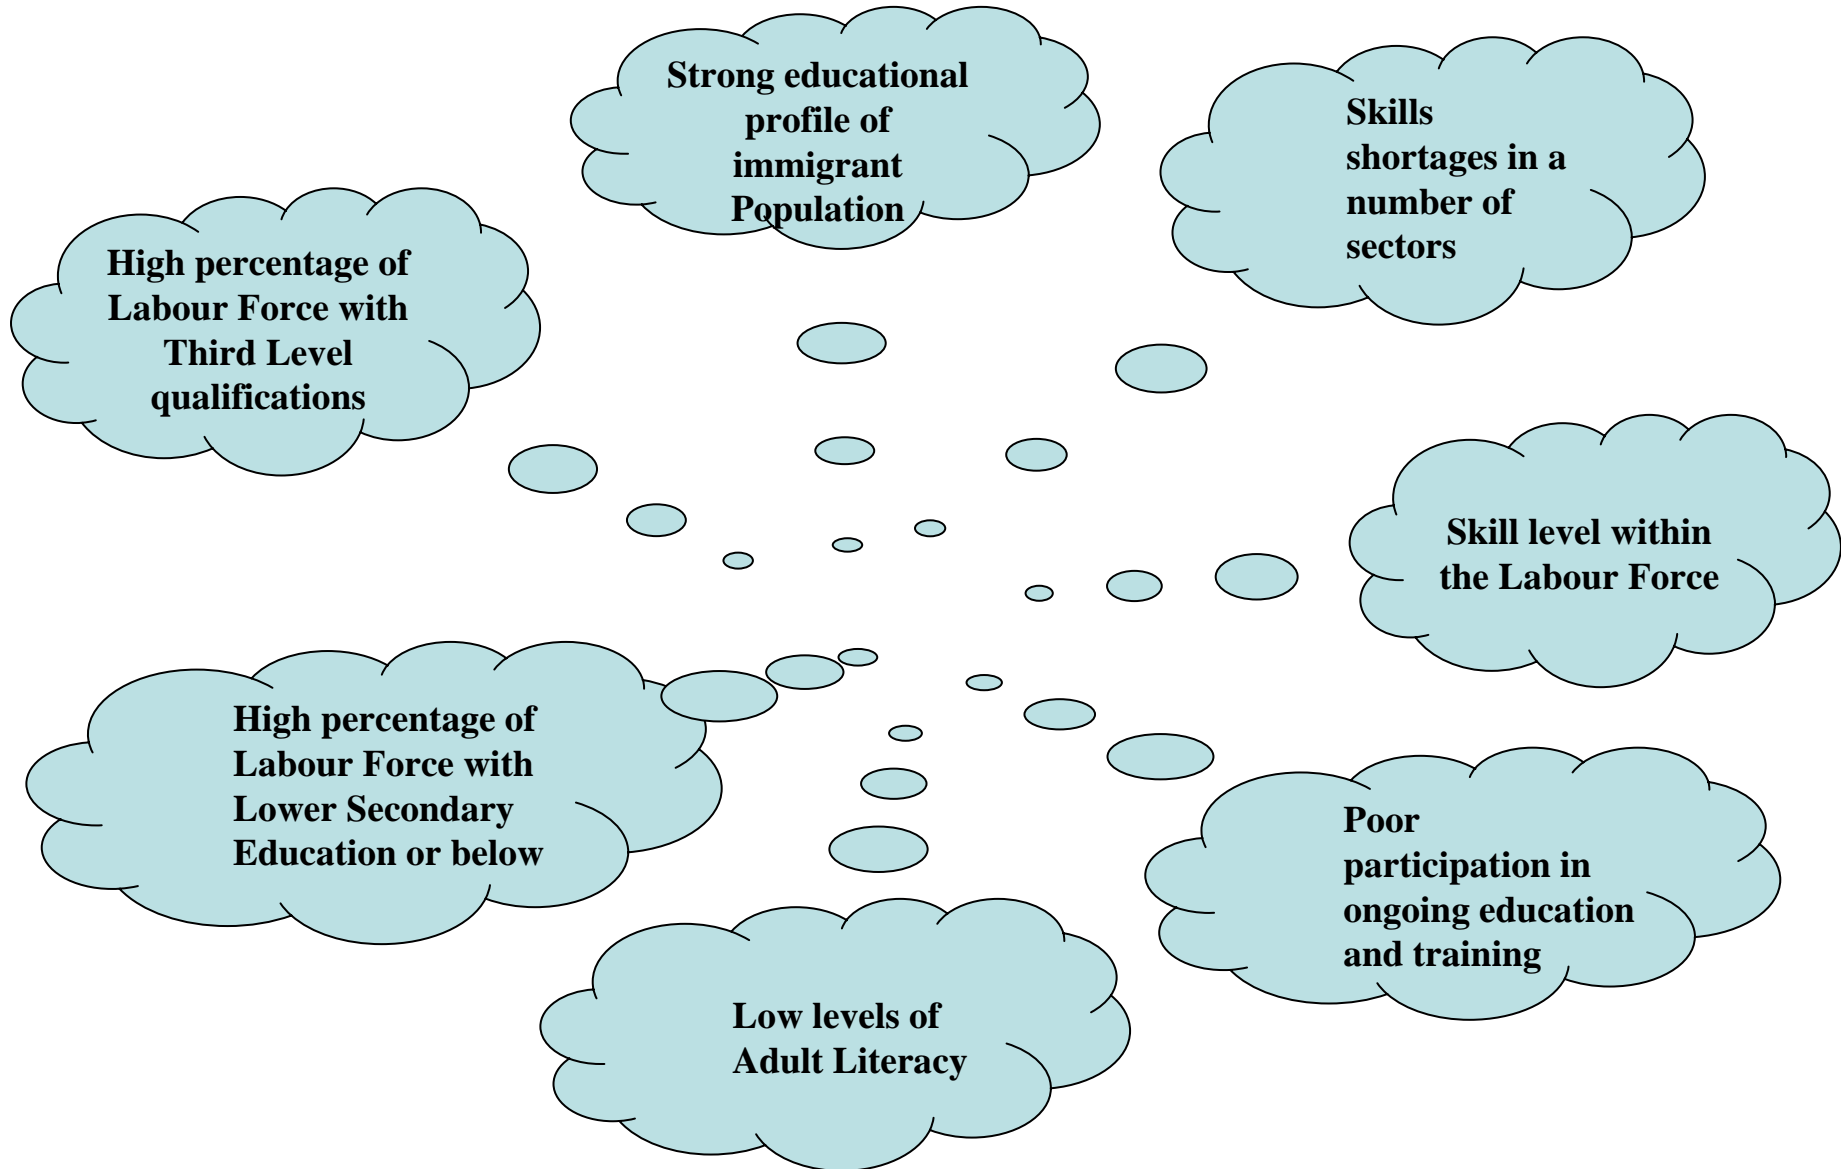 Strong educational
profile of
immigrant
Population
Skills
shortages in a
number of
sectors
High percentage of
Labour Force with
Third Level
qualifications
Skill level within
the Labour Force
High percentage of
Labour Force with
Lower Secondary
Education or below
Poor
participation in
ongoing education
and training
Low levels of
Adult Literacy